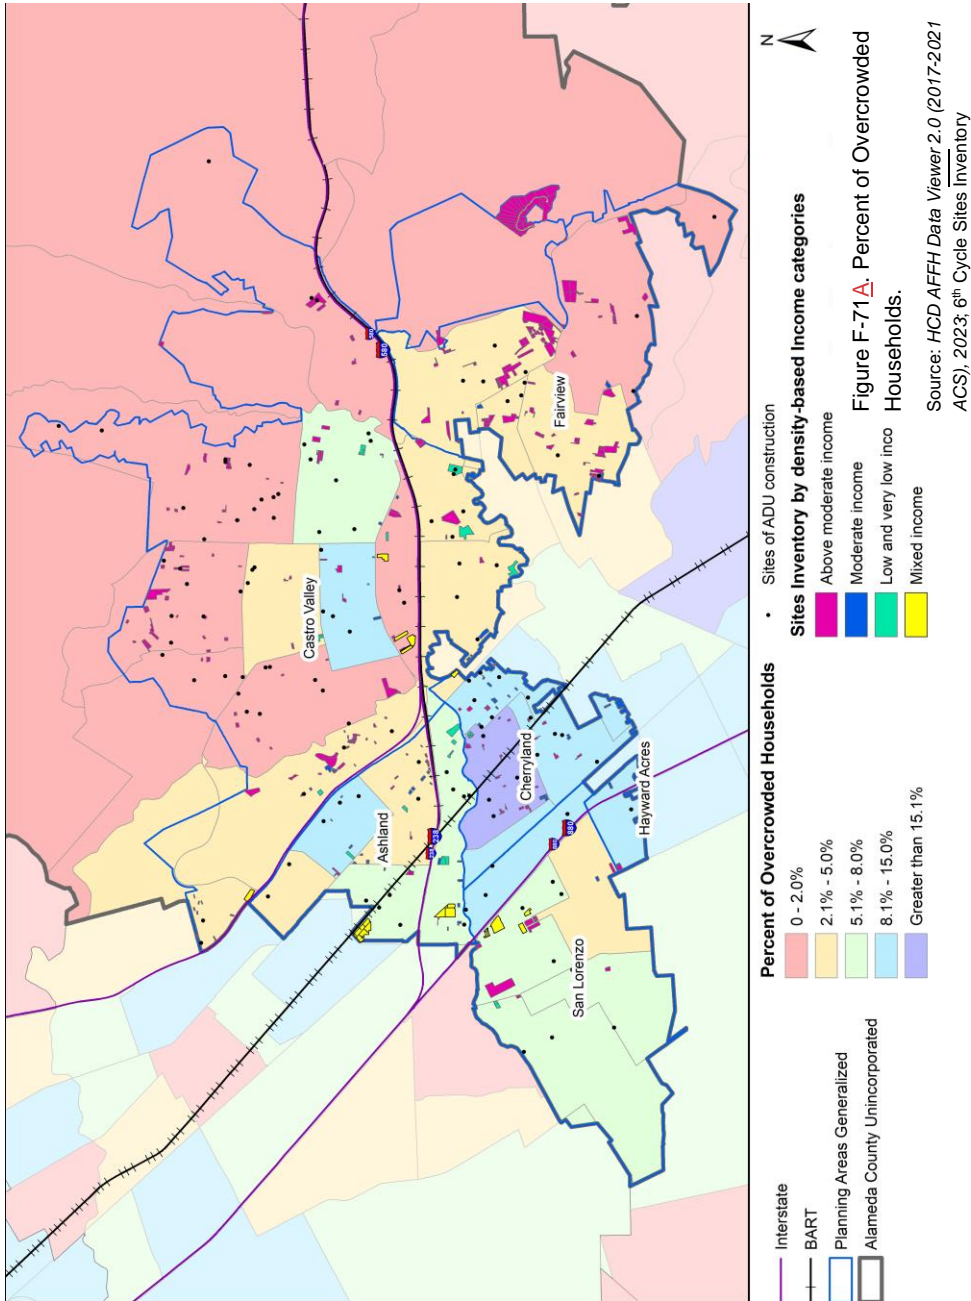 Castro Valley
Fairview
Ashland
Cherryland
Hayward Acres
San Lorenzo
580
238
880
Interstate
BART
Planning Areas Generalized
Alameda County Unincorporated
Percent of Overcrowded Households
0 - 2.0%
2.1% - 5.0%
5.1% - 8.0%
8.1% - 15.0%
Greater than 15.1%
• Sites of ADU construction
Sites Inventory by density-based Income categories
Above moderate income
Moderate income
Low and very low inco
Mixed income
N
Figure F-71A. Percent of Overcrowded
Households.
Source: HCD AFFH Data Viewer 2.0 (2017-2021
ACS), 2023; 6th Cycle Sites Inventory